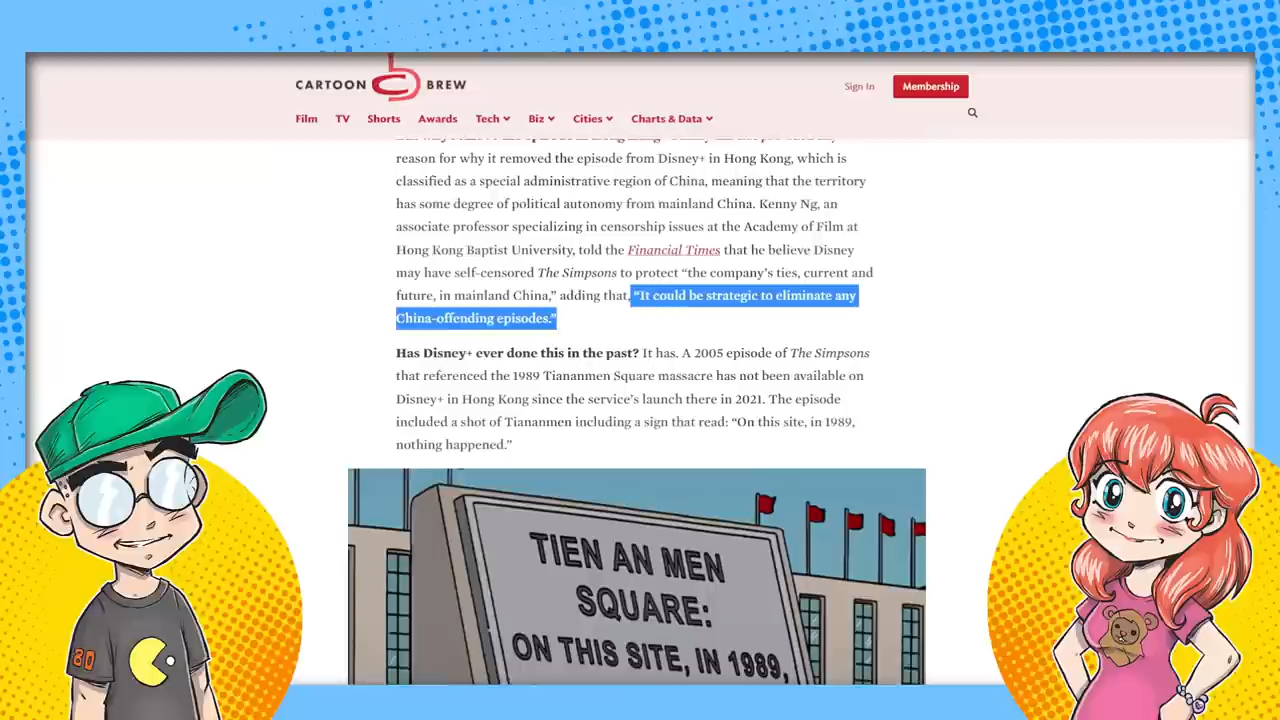 CARTOON BREW
Sign In
Membership
Film TV Shorts Awards Tech Biz Cities Charts & Data
reason for why it removed the episode from Disney+ in Hong Kong, which is
classified as a special administrative region of China, meaning that the territory
has some degree of political autonomy from mainland China. Kenny Ng, an
associate professor specializing in censorship issues at the Academy of Film at
Hong Kong Baptist University, told the Financial Times that he believe Disney
may have self-censored The Simpsons to protect “the company’s ties, current and
future, in mainland China,” adding that, “It could be strategic to eliminate any
China-offending episodes.”
Has Disney+ ever done this in the past? It has. A 2005 episode of The Simpsons
that referenced the 1989 Tiananmen Square massacre has not been available on
Disney+ in Hong Kong since the service’s launch there in 2021. The episode
included a shot of Tiananmen including a sign that read: “On this site, in 1989,
nothing happened.”
TIEN AN MEN
SQUARE:
ON THIS SITE, IN 1989,
80